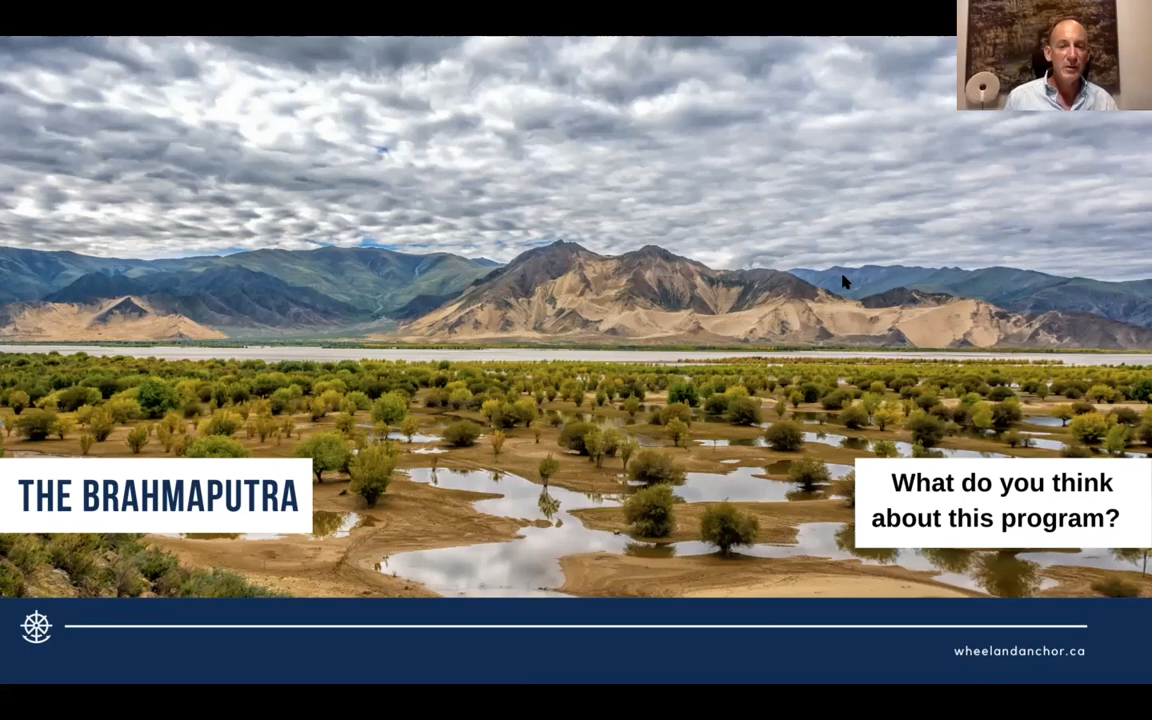 THE BRAHMAPUTRA
What do you think
about this program?
wheelandanchor.ca